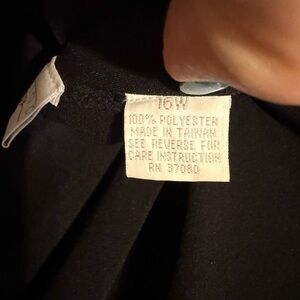 16W
100% POLYESTER
MADE IN TAIWAN
SEE REVERSE FOR
CARE INSTRUCTION
RN 37080